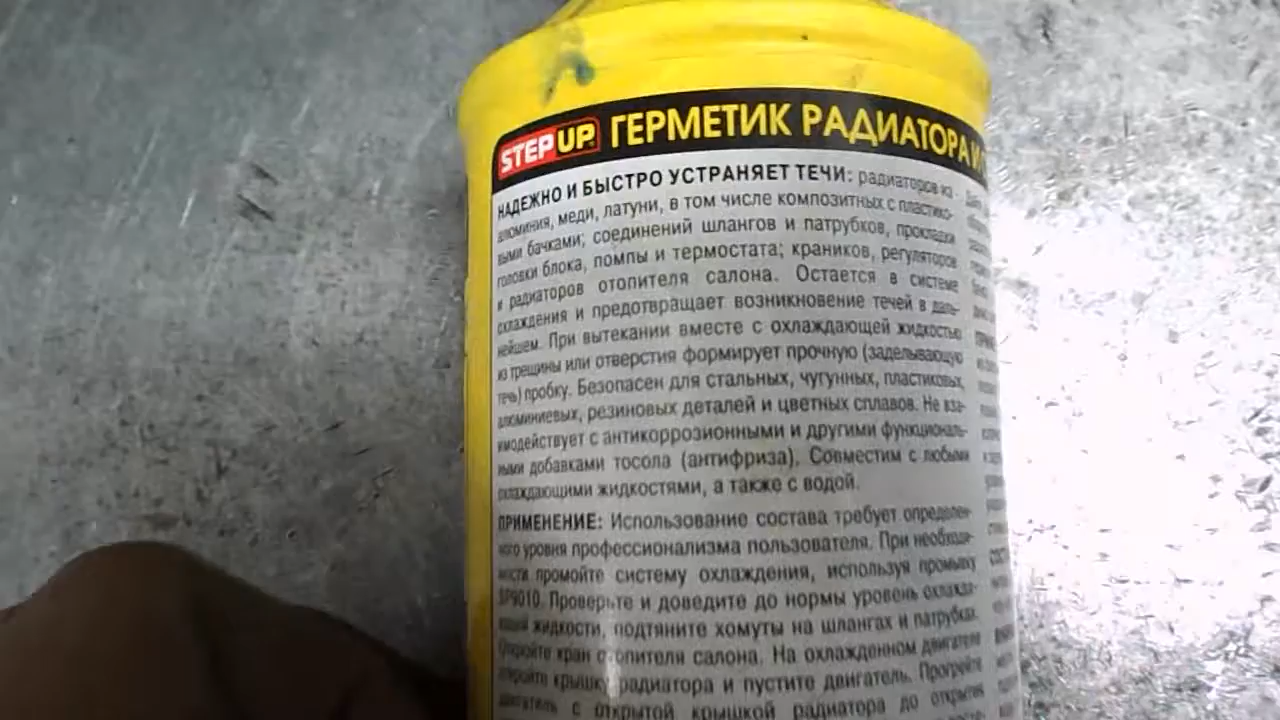 STEP UP ГЕРМЕТИК РАДИАТОРА И
НАДЕЖНО И БЫСТРО УСТРАНЯЕТ ТЕЧИ: радиаторов из
алюминия, меди, латуни, в том числе композитных с пластико-
выми бачками; соединений шлангов и патрубков, прокладки
головки блока, помпы и термостата; краников, регуляторов
и радиаторов отопителя салона. Остается в системе
охлаждения и предотвращает возникновение течей в даль-
нейшем. При вытекании вместе с охлаждающей жидкостью
из трещины или отверстия формирует прочную (заделывающую
течь) пробку. Безопасен для стальных, чугунных, пластиковых,
алюминиевых, резиновых деталей и цветных сплавов. Не вза-
имодействует с антикоррозионными и другими функциональ-
ными добавками тосола (антифриза). Совместим с любыми
охлаждающими жидкостями, а также с водой.
ПРИМЕНЕНИЕ: Использование состава требует определен-
ного уровня профессионализма пользователя. При необходи-
мости промойте систему охлаждения, используя промывку
SP9010. Проверьте и доведите до нормы уровень охлажда-
ющей жидкости, подтяните хомуты на шлангах и патрубках.
Откройте кран отопителя салона. На охлажденном двигателе
откройте крышку радиатора и пустите двигатель. Прогрейте
двигатель с открытой крышкой радиатора до открытия